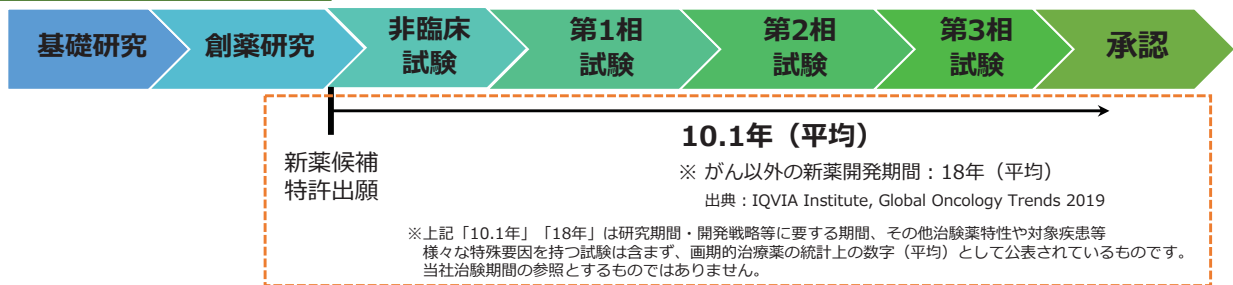 基礎研究
創薬研究
非臨床
試験
第1相
試験
第2相
試験
第3相
試験
承認
新薬候補
特許出願
10.1年（平均）
※ がん以外の新薬開発期間：18年（平均）
出典：IQVIA Institute, Global Oncology Trends 2019
※上記「10.1年」「18年」は研究期間・開発戦略等に要する期間、その他治験薬特性や対象疾患等
様々な特殊要因を持つ試験は含まず、画期的治療薬の統計上の数字（平均）として公表されているものです。
当社治験期間の参照とするものではありません。